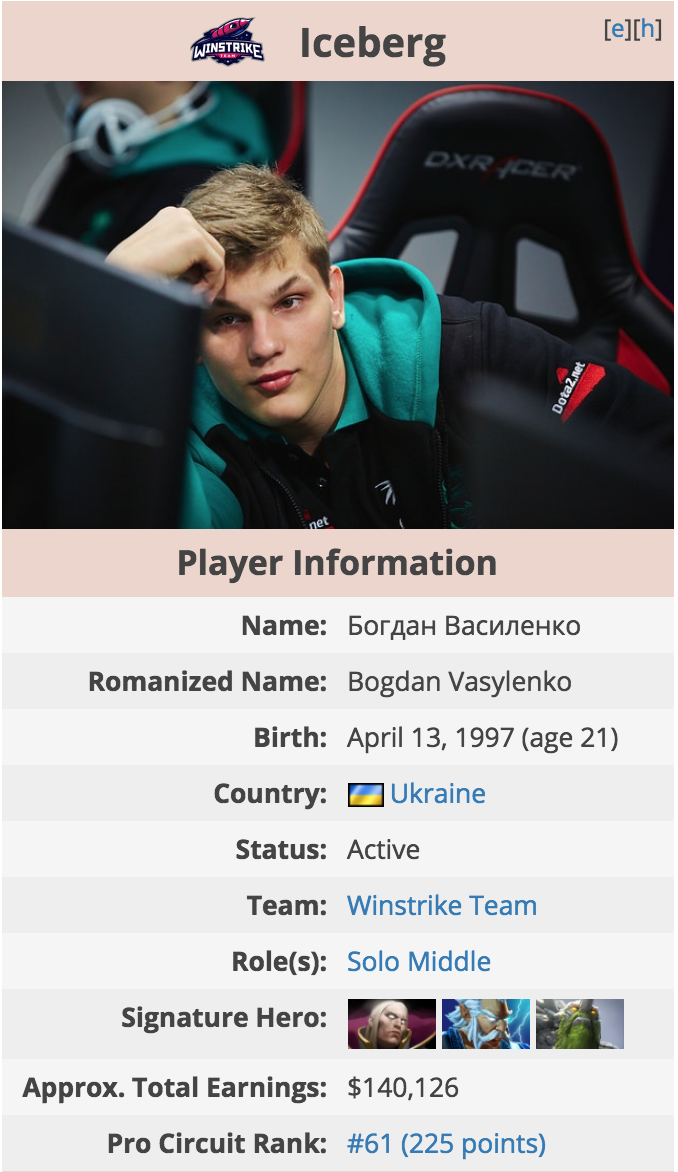 WINSTRIKE
TEAM
Iceberg
[e][h]
DXRACER
Dota2.net
net
Player Information
Name: Богдан Василенко
Romanized Name: Bogdan Vasylenko
Birth: April 13, 1997 (age 21)
Country: Ukraine
Status: Active
Team: Winstrike Team
Role(s): Solo Middle
Signature Hero:
Approx. Total Earnings: $140,126
Pro Circuit Rank: #61 (225 points)